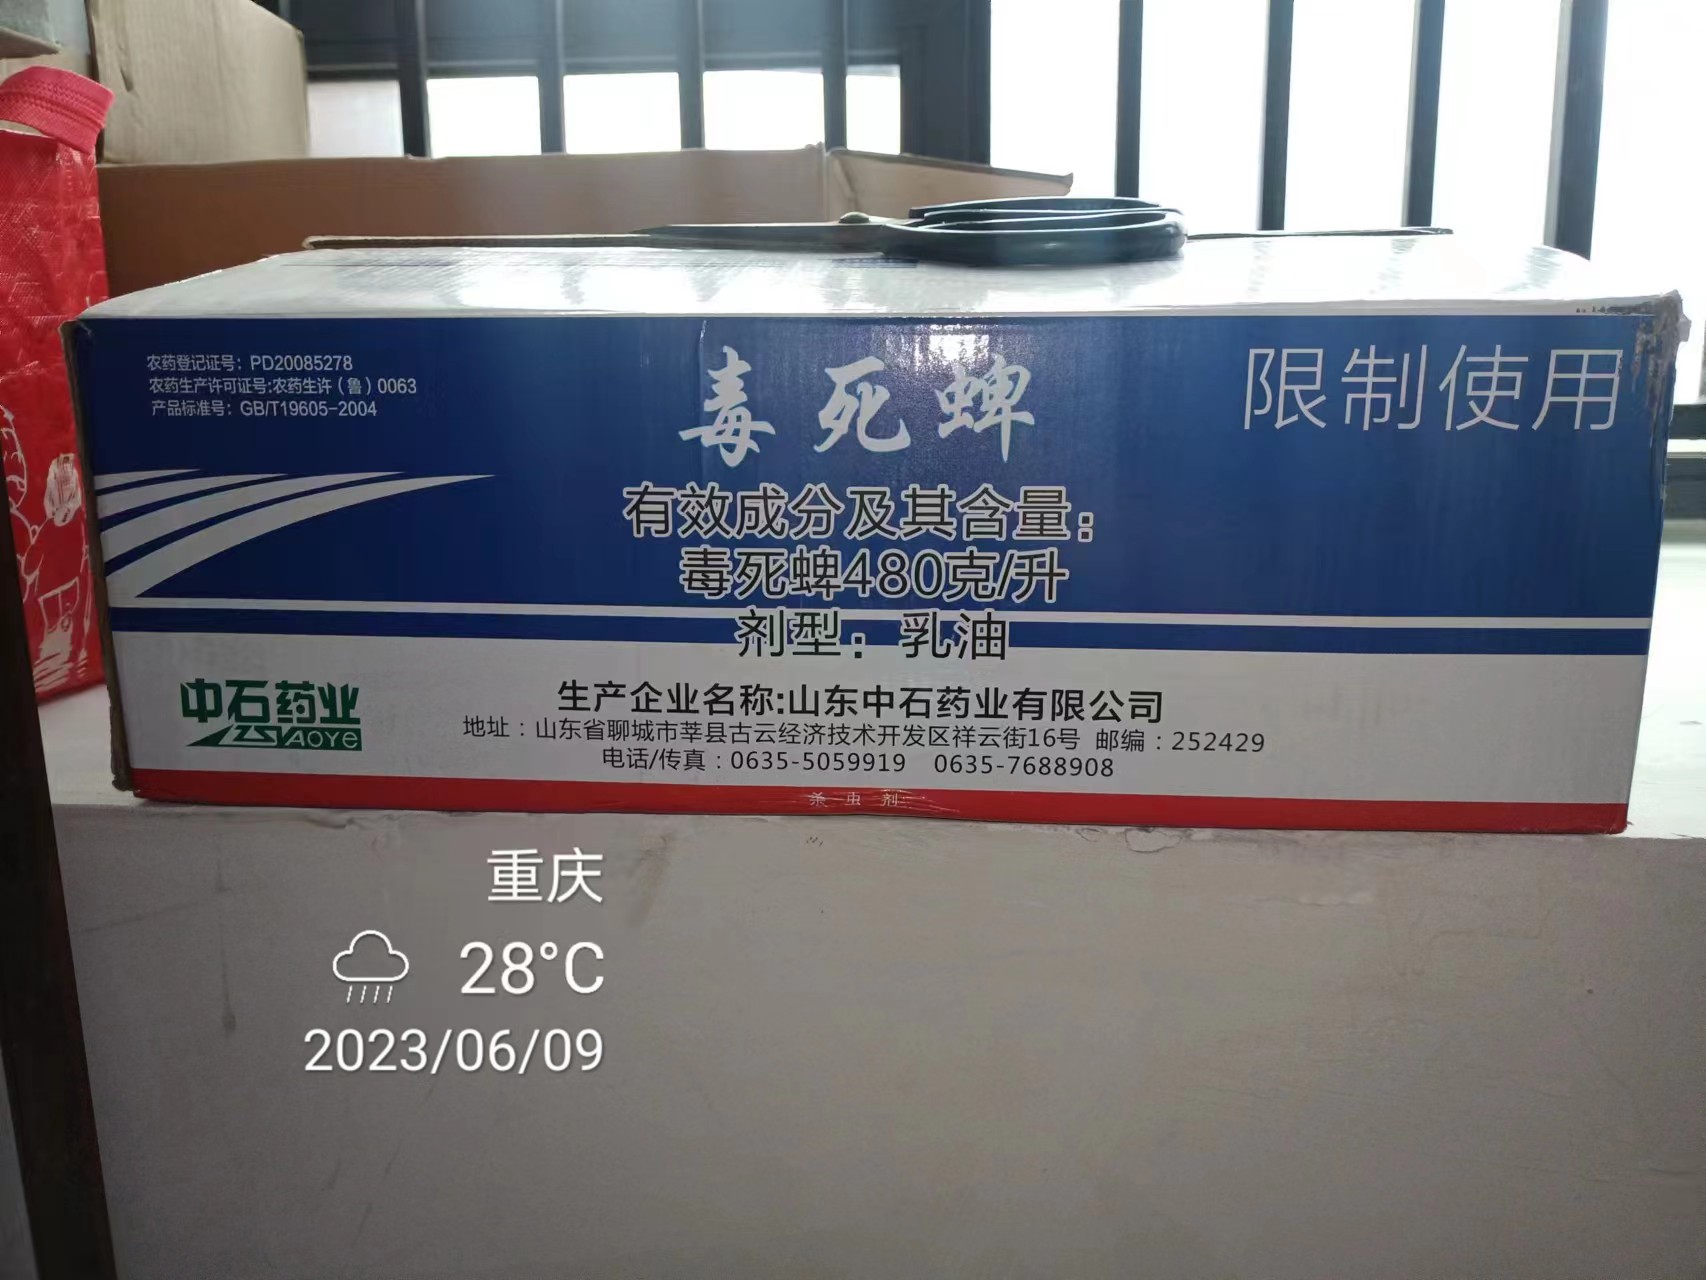 农药登记证号：PD20085278
农药生产许可证号:农药生许（鲁）0063
产品标准号：GB/T19605-2004
毒死蜱
限制使用
有效成分及其含量：
毒死蜱480克/升
剂型：乳油
中石药业
YAOYE
生产企业名称:山东中石药业有限公司
地址：山东省聊城市莘县古云经济技术开发区祥云街16号 邮编：252429
电话/传真：0635-5059919 0635-7688908
杀虫剂
重庆
28°C
2023/06/09